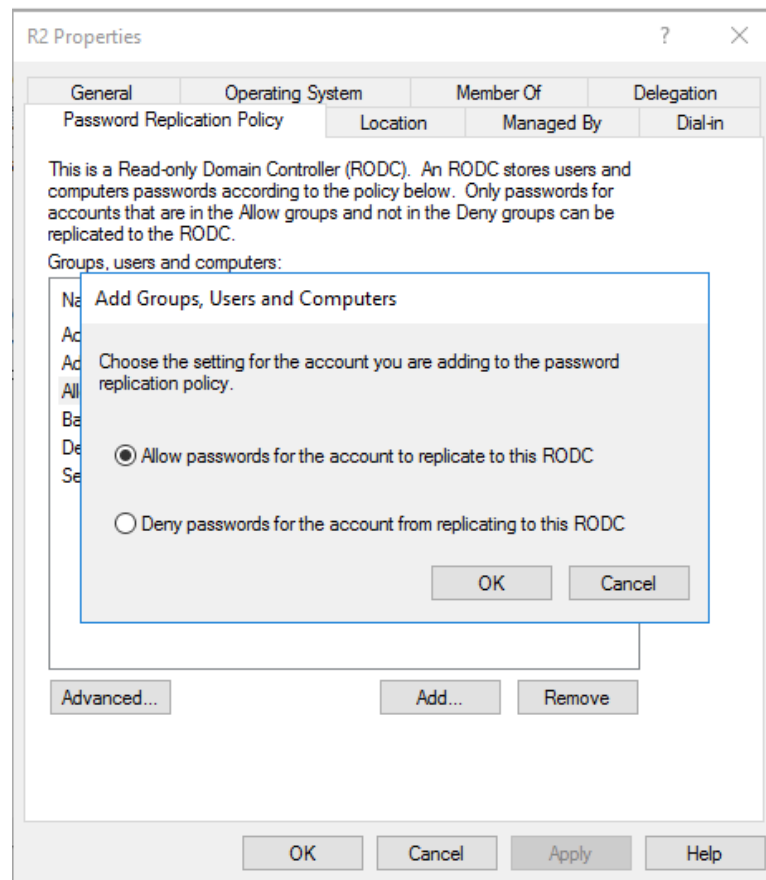 R2 Properties
General Operating System Member Of Delegation
Password Replication Policy Location Managed By Dial-in
This is a Read-only Domain Controller (RODC). An RODC stores users and
computers passwords according to the policy below. Only passwords for
accounts that are in the Allow groups and not in the Deny groups can be
replicated to the RODC.
Groups, users and computers:
Add Groups, Users and Computers
Choose the setting for the account you are adding to the password
replication policy.
Allow passwords for the account to replicate to this RODC
Deny passwords for the account from replicating to this RODC
OK Cancel
Advanced... Add... Remove
OK Cancel Apply Help